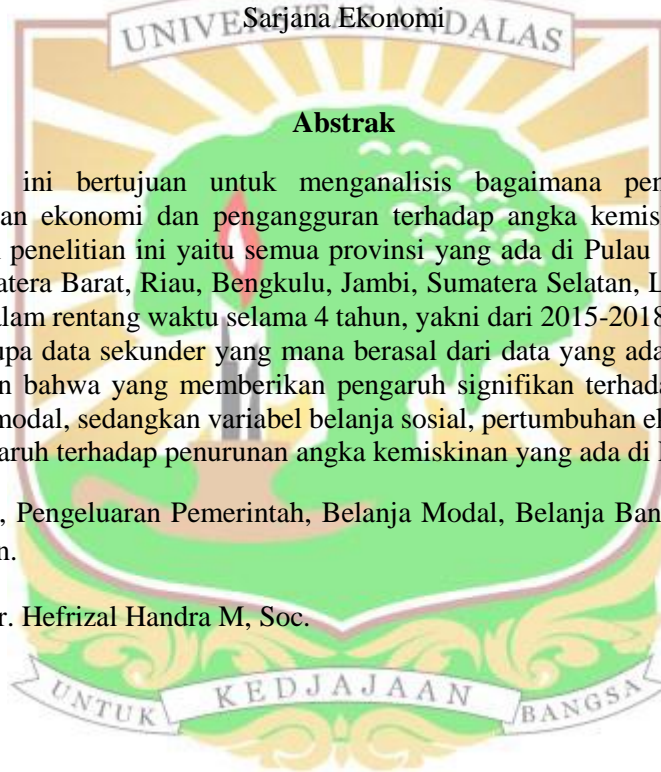 Sarjana Ekonomi
UNIVERSITAS ANDALAS
Abstrak
ini bertujuan untuk menganalisis bagaimana pen
an ekonomi dan pengangguran terhadap angka kemis
penelitian ini yaitu semua provinsi yang ada di Pulau
atera Barat, Riau, Bengkulu, Jambi, Sumatera Selatan, L
alam rentang waktu selama 4 tahun, yakni dari 2015-2018
upa data sekunder yang mana berasal dari data yang ada
n bahwa yang memberikan pengaruh signifikan terhada
modal, sedangkan variabel belanja sosial, pertumbuhan el
aruh terhadap penurunan angka kemiskinan yang ada di
, Pengeluaran Pemerintah, Belanja Modal, Belanja Ban
n.
r. Hefrizal Handra M, Soc.
UNTUK KEDJAJAAN BANGSA